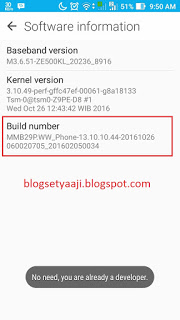 51% 9:50 AM
Software information
Baseband version
M3.6.51-ZE500KL_20236_8916
Kernel version
3.10.49-perf-gffc47ef-00061-g8a18133
Tsm-0@tsm0-Z9PE-D8 #1
Wed Oct 26 12:43:42 WIB 2016
Build number
MMB29P.WW_Phone-13.10.10.44-20161026
060020705_201602050034
blogsetyaaji.blogspot.com
No need, you are already a developer.